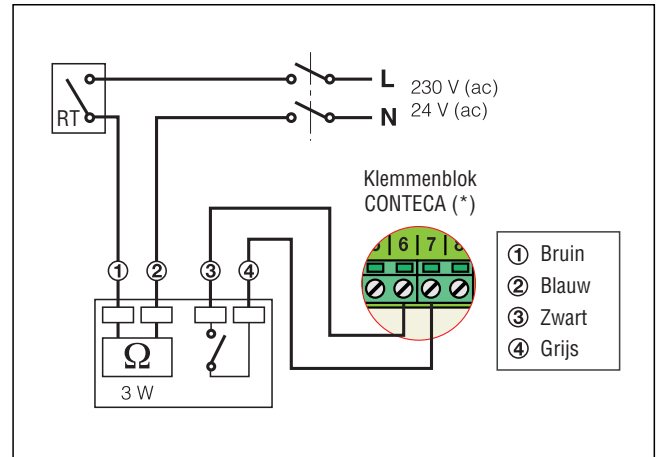 L 230 V (ac)
N 24 V (ac)
RT
Klemmenblok
CONTECA (*)
6 7 8
① ② ③ ④
Ω
3 W
① Bruin
② Blauw
③ Zwart
④ Grijs